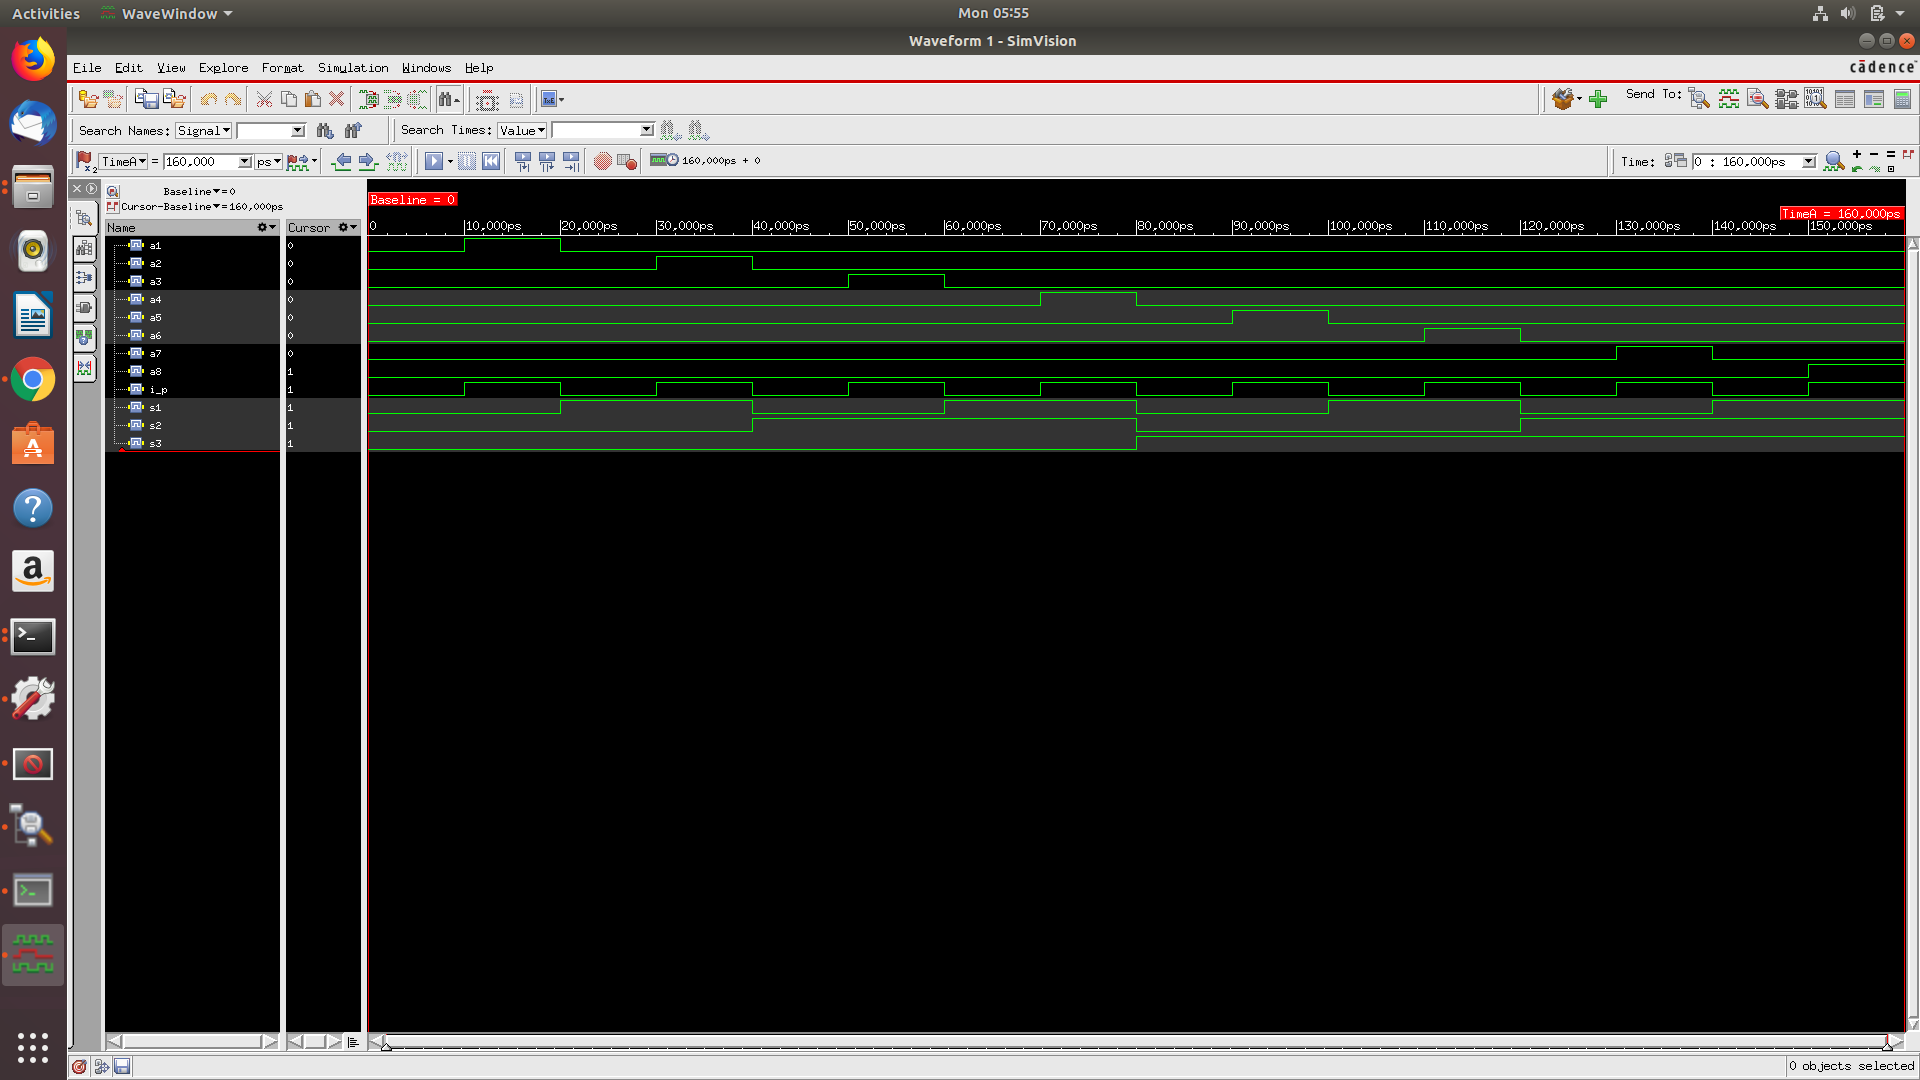 Activities WaveWindow Mon 05:55
Waveform 1 - SimVision
File Edit View Explore Format Simulation Windows Help cādence
Send To:
Search Names: Signal Search Times: Value
TimeA = 160,000 ps 160,000ps + 0 Time: 0 : 160,000ps
Baseline = 0
Cursor-Baseline = 160,000ps
Baseline = 0
TimeA = 160,000ps
Name Cursor 0 10,000ps 20,000ps 30,000ps 40,000ps 50,000ps 60,000ps 70,000ps 80,000ps 90,000ps 100,000ps 110,000ps 120,000ps 130,000ps 140,000ps 150,000ps
a1 0
a2 0
a3 0
a4 0
a5 0
a6 0
a7 0
a8 1
i_p 1
s1 1
s2 1
s3 1
0 objects selected